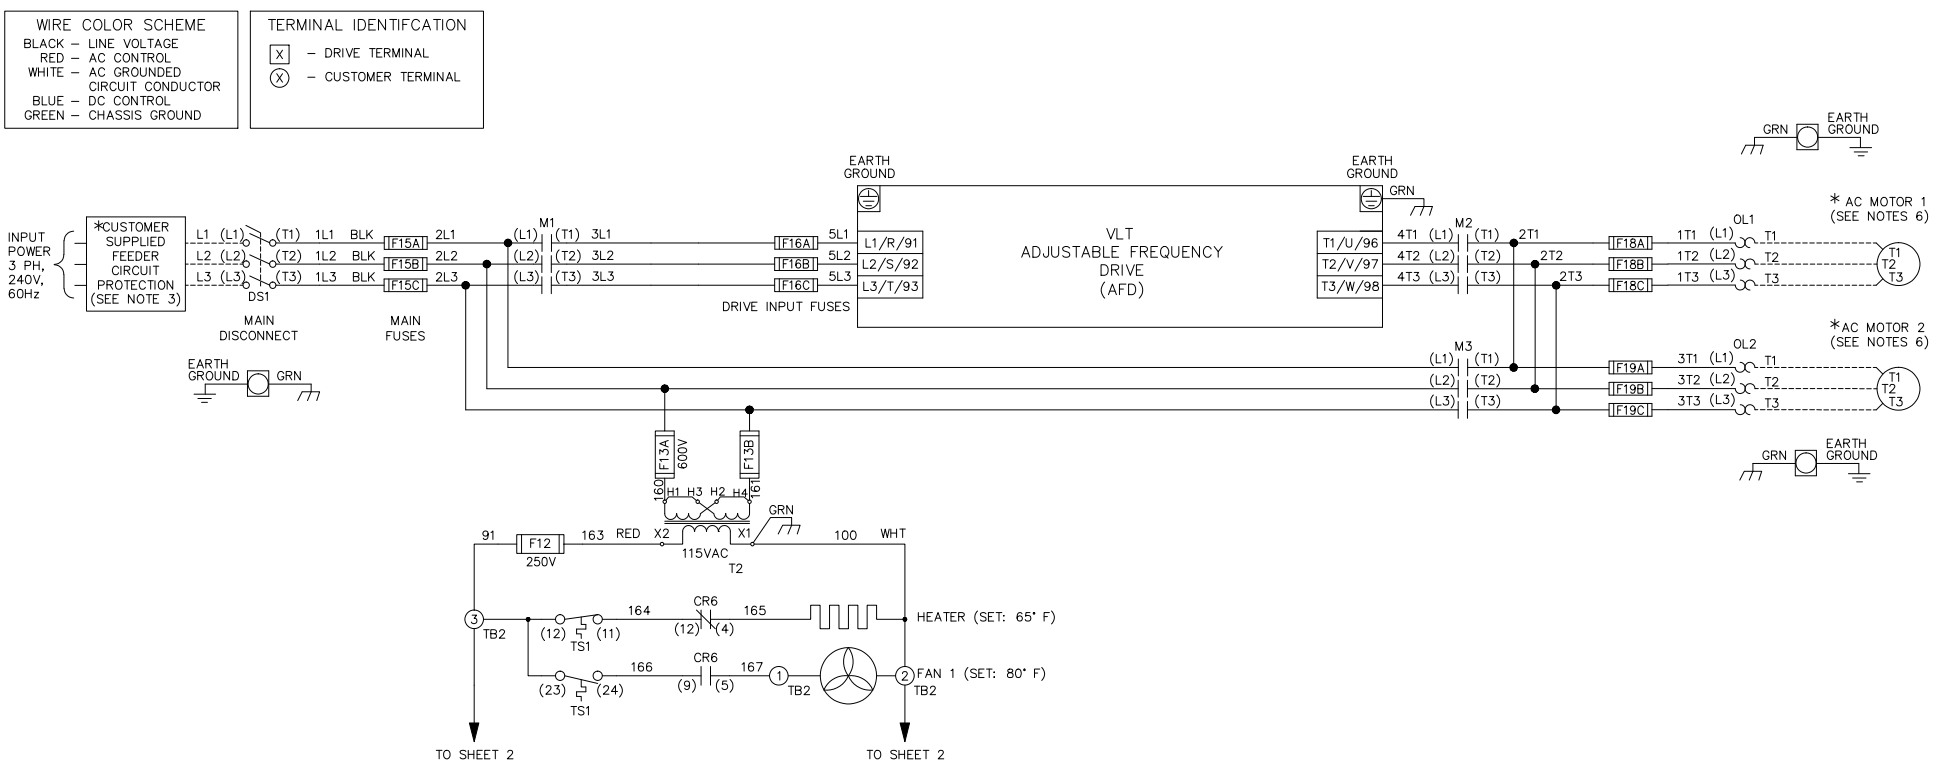 WIRE COLOR SCHEME
BLACK – LINE VOLTAGE
RED – AC CONTROL
WHITE – AC GROUNDED
CIRCUIT CONDUCTOR
BLUE – DC CONTROL
GREEN – CHASSIS GROUND
TERMINAL IDENTIFCATION
X – DRIVE TERMINAL
X – CUSTOMER TERMINAL
INPUT
POWER
3 PH,
240V,
60Hz
*CUSTOMER
SUPPLIED
FEEDER
CIRCUIT
PROTECTION
(SEE NOTE 3)
L1 (L1) (T1) 1L1 BLK F15A 2L1
L2 (L2) (T2) 1L2 BLK F15B 2L2
L3 (L3) (T3) 1L3 BLK F15C 2L3
DS1
MAIN
DISCONNECT
MAIN
FUSES
EARTH
GROUND
GRN
M1
(L1) (T1) 3L1 F16A 5L1
(L2) (T2) 3L2 F16B 5L2
(L3) (T3) 3L3 F16C 5L3
DRIVE INPUT FUSES
EARTH
GROUND
L1/R/91
L2/S/92
L3/T/93
VLT
ADJUSTABLE FREQUENCY
DRIVE
(AFD)
EARTH
GROUND
GRN
T1/U/96
T2/V/97
T3/W/98
M2
4T1 (L1) (T1) 2T1 F18A 1T1 (L1) T1
4T2 (L2) (T2) 2T2 F18B 1T2 (L2) T2
4T3 (L3) (T3) 2T3 F18C 1T3 (L3) T3
OL1
GRN
EARTH
GROUND
* AC MOTOR 1
(SEE NOTES 6)
T1
T2
T3
M3
(L1) (T1) F19A 3T1 (L1) T1
(L2) (T2) F19B 3T2 (L2) T2
(L3) (T3) F19C 3T3 (L3) T3
OL2
*AC MOTOR 2
(SEE NOTES 6)
T1
T2
T3
GRN
EARTH
GROUND
F13A
600V
F13B
160
161
H1 H3 H2 H4
GRN
91 F12 163 RED X2 X1 100 WHT
250V
115VAC
T2
3
TB2
164
CR6
165
(12) (11) (12) (4)
TS1
HEATER (SET: 65° F)
166
CR6
167
1
TB2
(23) (24) (9) (5)
TS1
2
TB2
FAN 1 (SET: 80° F)
TO SHEET 2
TO SHEET 2